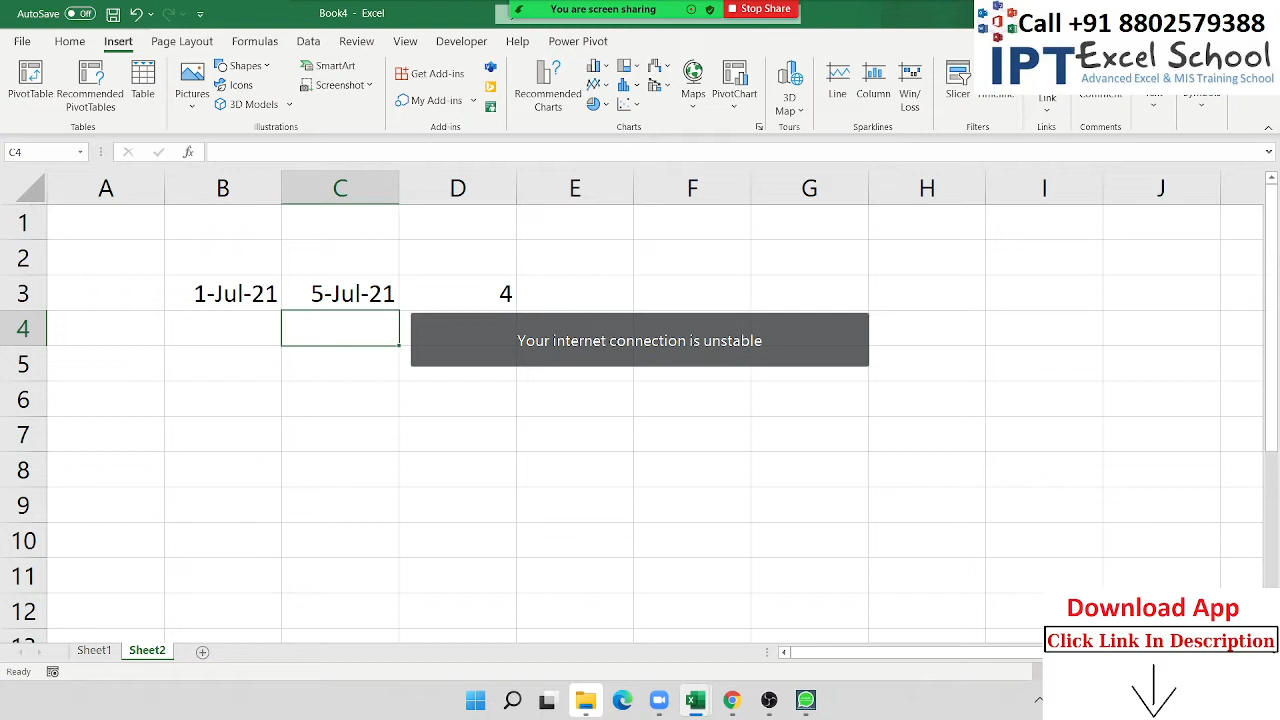 AutoSave Off Book4 - Excel You are screen sharing Stop Share
Call +91 8802579388
IPT Excel School
Advanced Excel & MIS Training School
File Home Insert Page Layout Formulas Data Review View Developer Help Power Pivot
PivotTable Recommended PivotTables Table Pictures Shapes Icons 3D Models SmartArt Screenshot Get Add-ins My Add-ins Recommended Charts Maps PivotChart 3D Map Line Column Win/Loss Slicer Link
Tables Illustrations Add-ins Charts Tours Sparklines Filters Links Comments
C4 fx
A B C D E F G H I J
1
2
3 1-Jul-21 5-Jul-21 4
4
Your internet connection is unstable
5
6
7
8
9
10
11
12
Download App
Click Link In Description
Sheet1 Sheet2
Ready